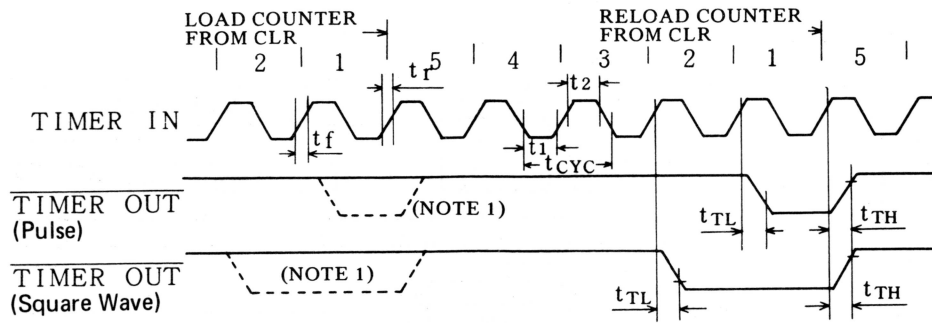 LOAD COUNTER
FROM CLR
RELOAD COUNTER
FROM CLR
2 1 5 4 3 2 1 5
TIMER IN
tf
tr
t1
t2
tCYC
TIMER OUT
(Pulse)
(NOTE 1)
tTL
tTH
TIMER OUT
(Square Wave)
(NOTE 1)
tTL
tTH